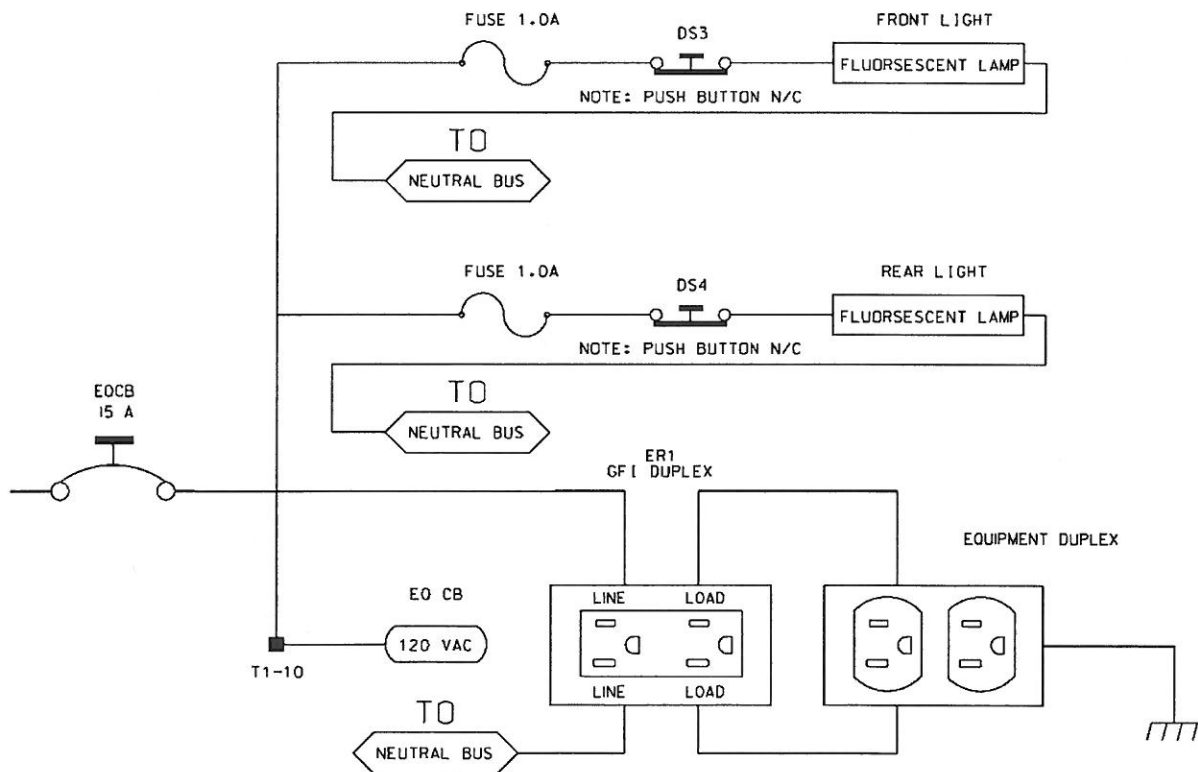 FUSE 1.0A
DS3
FRONT LIGHT
FLUORSESCENT LAMP
NOTE: PUSH BUTTON N/C
TO
NEUTRAL BUS
FUSE 1.0A
DS4
REAR LIGHT
FLUORSESCENT LAMP
NOTE: PUSH BUTTON N/C
TO
NEUTRAL BUS
EOCB
15 A
ER1
GFI DUPLEX
EQUIPMENT DUPLEX
EO CB
120 VAC
T1-10
LINE LOAD
LINE LOAD
TO
NEUTRAL BUS